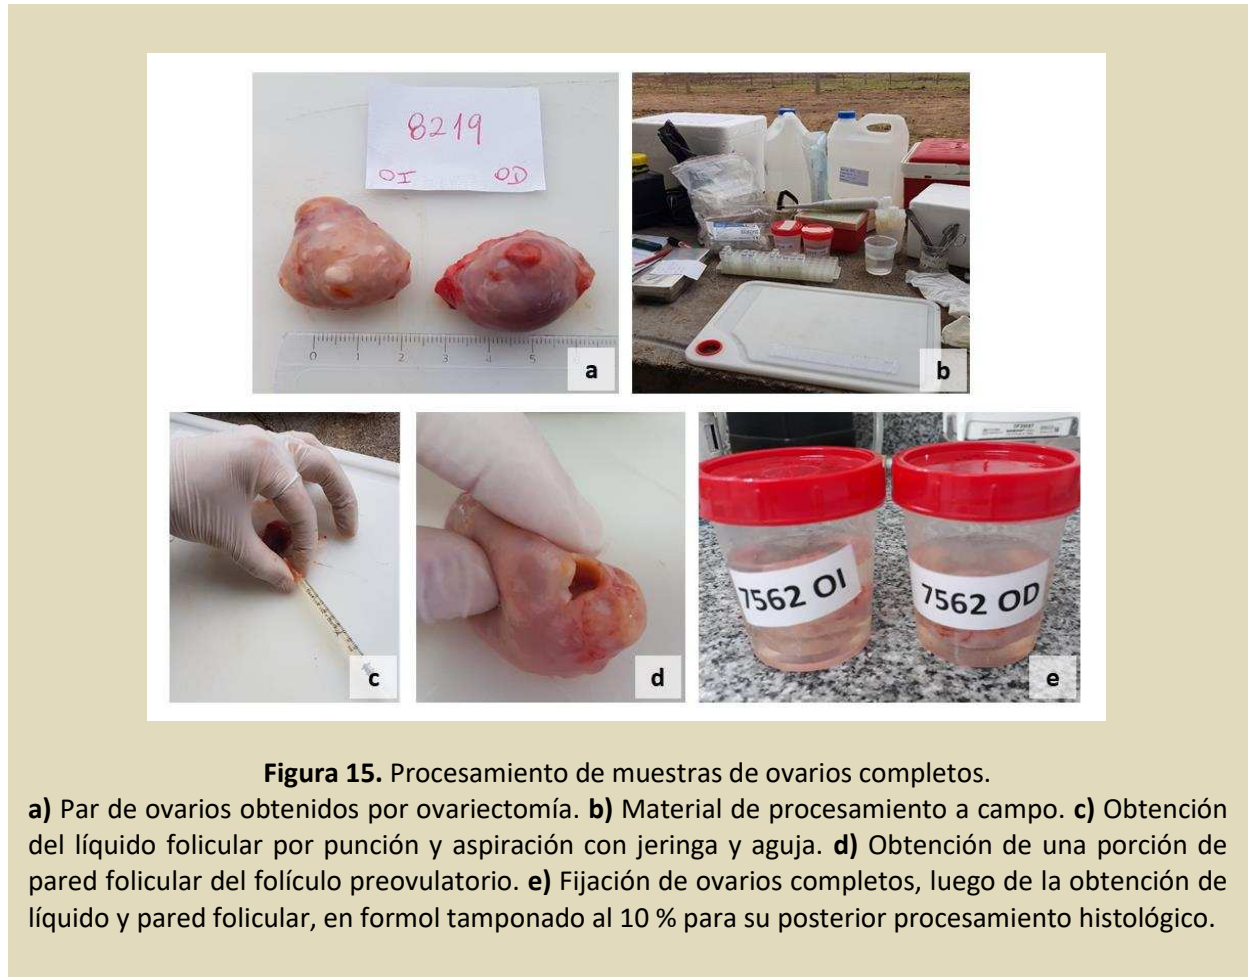 8219
OI OD
0 1 2 3 4 5
a
b
c
d
7562 OI
7562 OD
e
Figura 15. Procesamiento de muestras de ovarios completos.
a) Par de ovarios obtenidos por ovariectomía. b) Material de procesamiento a campo. c) Obtención
del líquido folicular por punción y aspiración con jeringa y aguja. d) Obtención de una porción de
pared folicular del folículo preovulatorio. e) Fijación de ovarios completos, luego de la obtención de
líquido y pared folicular, en formol tamponado al 10 % para su posterior procesamiento histológico.